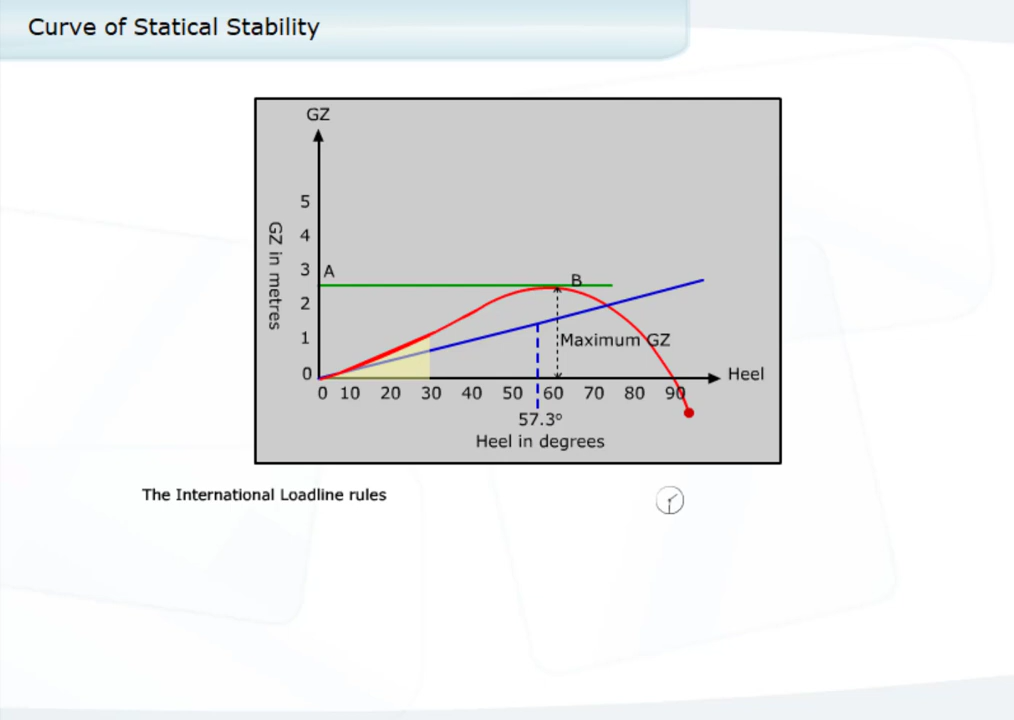 Curve of Statical Stability
GZ
5
4
3
2
1
0
GZ in metres
A
B
Maximum GZ
Heel
0 10 20 30 40 50 60 70 80 90
57.3°
Heel in degrees
The International Loadline rules